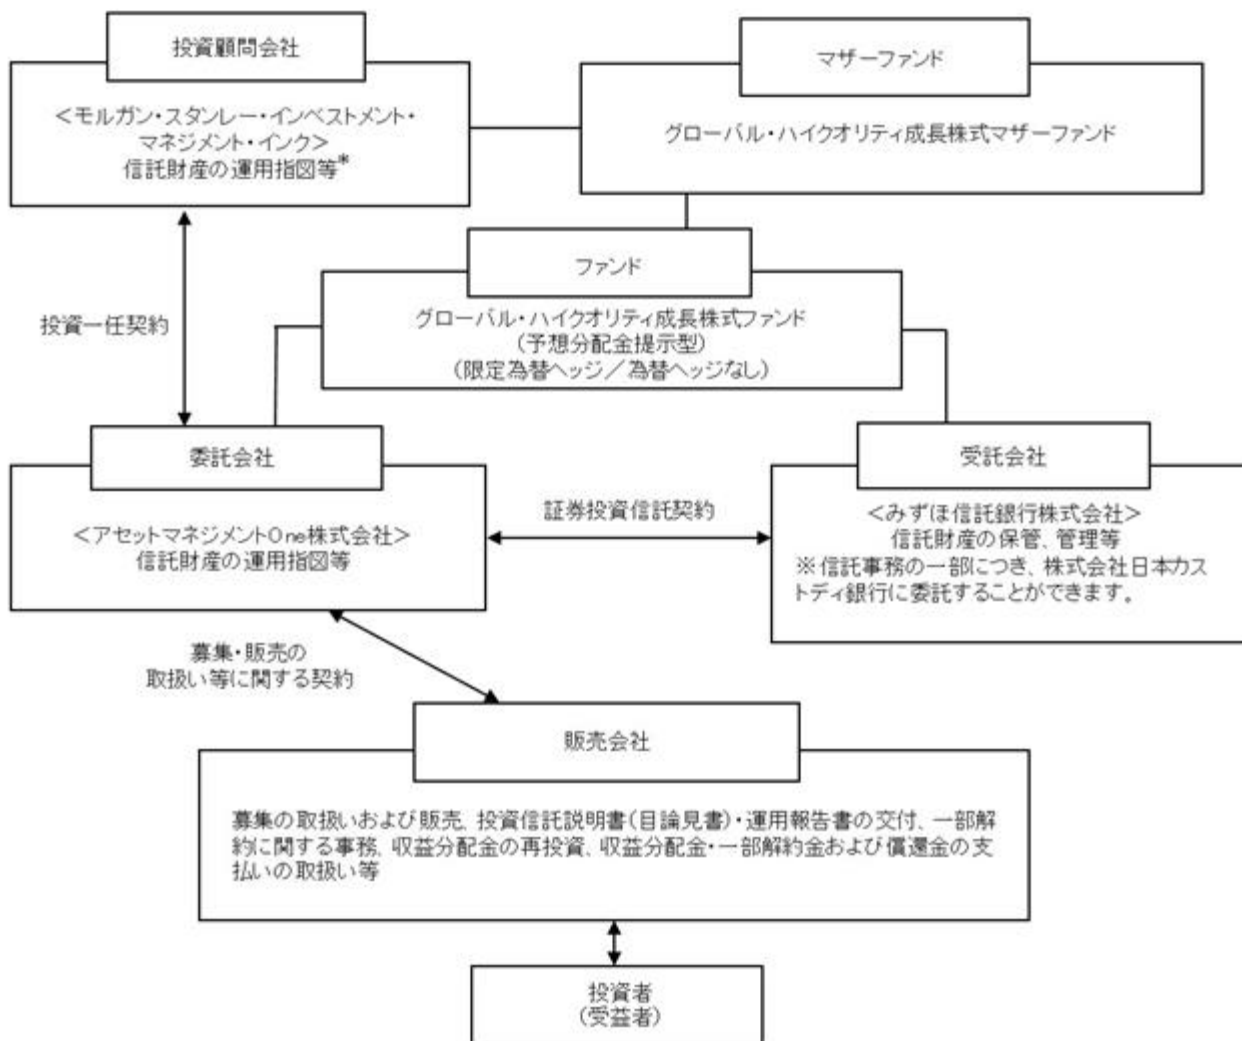 投資顧問会社
<モルガン・スタンレー・インベストメント・
マネジメント・インク>
信託財産の運用指図等*
マザーファンド
グローバル・ハイクオリティ成長株式マザーファンド
ファンド
グローバル・ハイクオリティ成長株式ファンド
(予想分配金提示型)
(限定為替ヘッジ/為替ヘッジなし)
投資一任契約
委託会社
<アセットマネジメントOne株式会社>
信託財産の運用指図等
証券投資信託契約
受託会社
<みずほ信託銀行株式会社>
信託財産の保管、管理等
※信託事務の一部につき、株式会社日本カス
トディ銀行に委託することができます。
募集・販売の
取扱い等に関する契約
販売会社
募集の取扱いおよび販売、投資信託説明書(目論見書)・運用報告書の交付、一部解
約に関する事務、収益分配金の再投資、収益分配金・一部解約金および償還金の支
払いの取扱い等
投資者
(受益者)